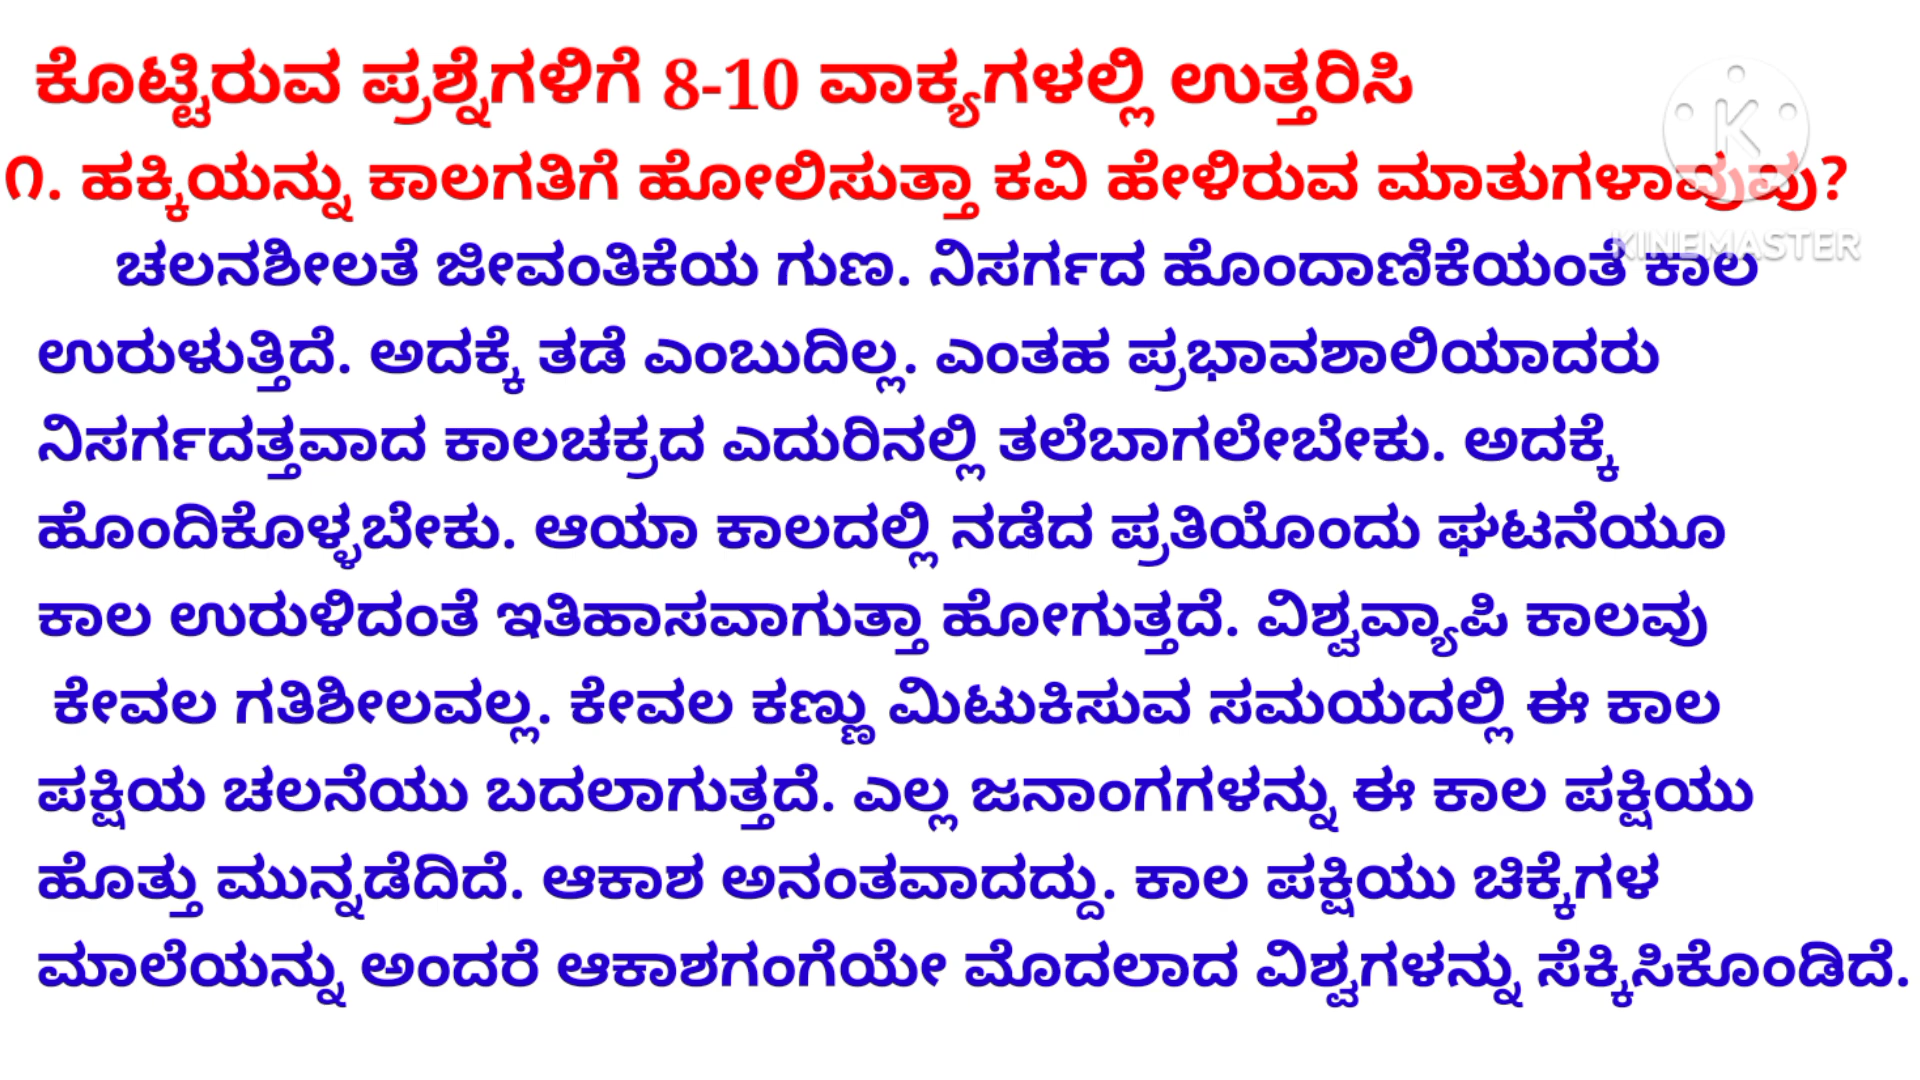 ಕೊಟ್ಟಿರುವ ಪ್ರಶ್ನೆಗಳಿಗೆ 8-10 ವಾಕ್ಯಗಳಲ್ಲಿ ಉತ್ತರಿಸಿ
೧. ಹಕ್ಕಿಯನ್ನು ಕಾಲಗತಿಗೆ ಹೋಲಿಸುತ್ತಾ ಕವಿ ಹೇಳಿರುವ ಮಾತುಗಳಾವುವು?
ಚಲನಶೀಲತೆ ಜೀವಂತಿಕೆಯ ಗುಣ. ನಿಸರ್ಗದ ಹೊಂದಾಣಿಕೆಯಂತೆ ಕಾಲ
KINEMASTER
ಉರುಳುತ್ತಿದೆ. ಅದಕ್ಕೆ ತಡೆ ಎಂಬುದಿಲ್ಲ. ಎಂತಹ ಪ್ರಭಾವಶಾಲಿಯಾದರು
ನಿಸರ್ಗದತ್ತವಾದ ಕಾಲಚಕ್ರದ ಎದುರಿನಲ್ಲಿ ತಲೆಬಾಗಲೇಬೇಕು. ಅದಕ್ಕೆ
ಹೊಂದಿಕೊಳ್ಳಬೇಕು. ಆಯಾ ಕಾಲದಲ್ಲಿ ನಡೆದ ಪ್ರತಿಯೊಂದು ಘಟನೆಯೂ
ಕಾಲ ಉರುಳಿದಂತೆ ಇತಿಹಾಸವಾಗುತ್ತಾ ಹೋಗುತ್ತದೆ. ವಿಶ್ವವ್ಯಾಪಿ ಕಾಲವು
ಕೇವಲ ಗತಿಶೀಲವಲ್ಲ. ಕೇವಲ ಕಣ್ಣು ಮಿಟುಕಿಸುವ ಸಮಯದಲ್ಲಿ ಈ ಕಾಲ
ಪಕ್ಷಿಯ ಚಲನೆಯು ಬದಲಾಗುತ್ತದೆ. ಎಲ್ಲ ಜನಾಂಗಗಳನ್ನು ಈ ಕಾಲ ಪಕ್ಷಿಯು
ಹೊತ್ತು ಮುನ್ನಡೆದಿದೆ. ಆಕಾಶ ಅನಂತವಾದದ್ದು. ಕಾಲ ಪಕ್ಷಿಯು ಚಿಕ್ಕೆಗಳ
ಮಾಲೆಯನ್ನು ಅಂದರೆ ಆಕಾಶಗಂಗೆಯೇ ಮೊದಲಾದ ವಿಶ್ವಗಳನ್ನು ಸೆಕ್ಕಿಸಿಕೊಂಡಿದೆ.